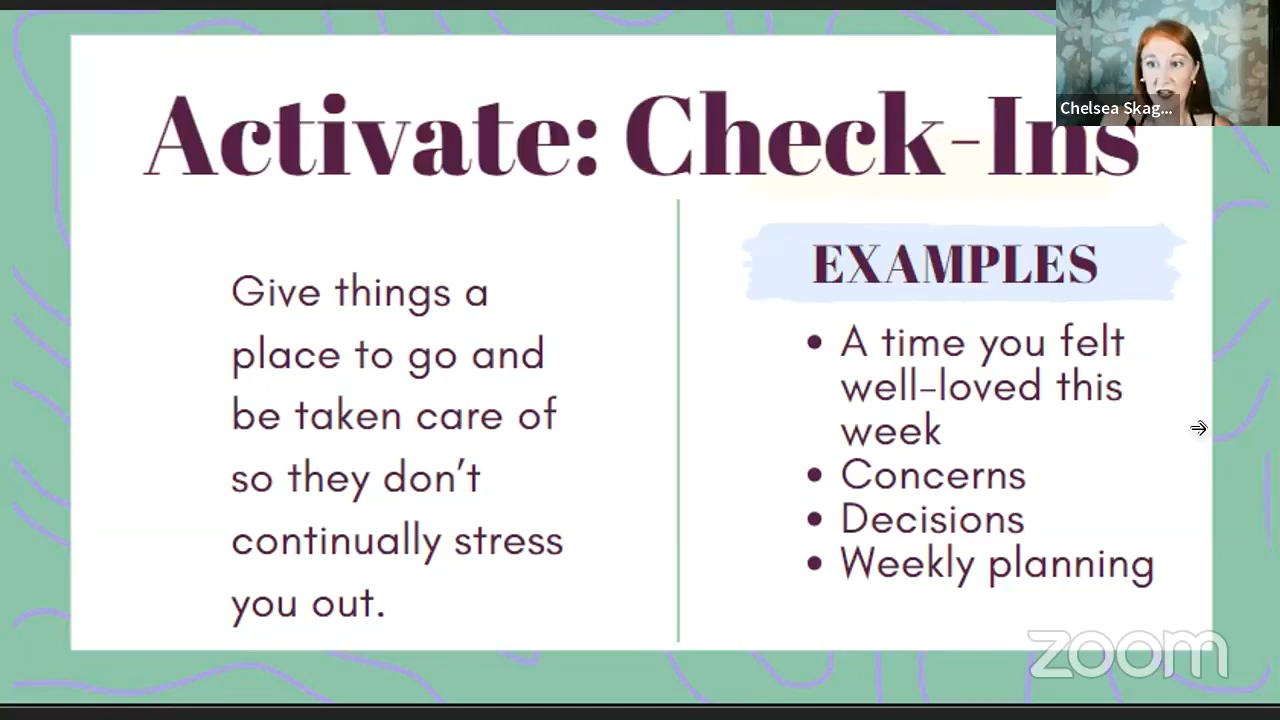 Activate: Check-Ins
Chelsea Skag...
Give things a
place to go and
be taken care of
so they don’t
continually stress
you out.
EXAMPLES
• A time you felt
well-loved this
week
• Concerns
• Decisions
• Weekly planning
zoom